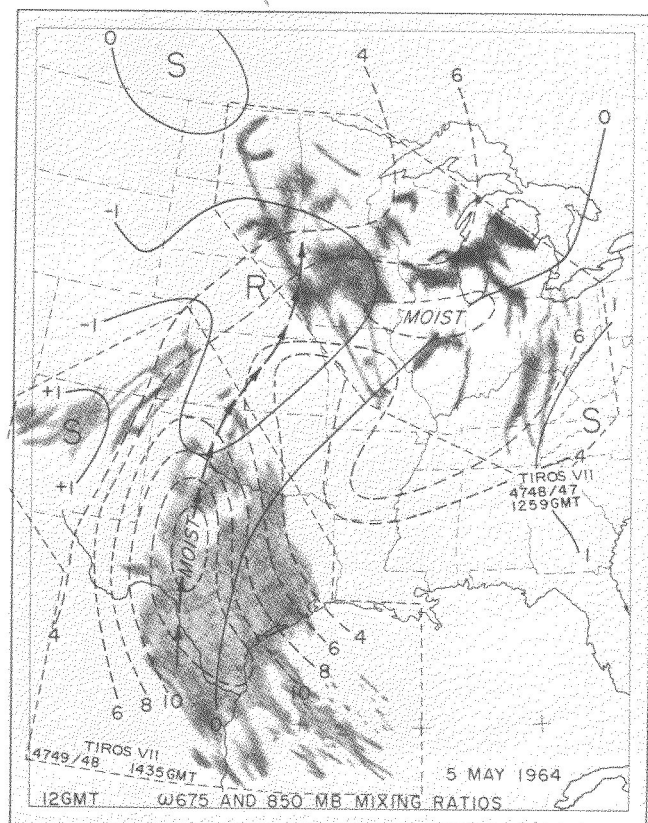 0
S
4
6
0
-1
R
MOIST
-1
6
+1
S
S
4
TIROS VII
4748/47
1259GMT
+1
MOIST
1
4
4
6
8
6
8
10
10
0
TIROS VII
4749/48 1435GMT
5 MAY 1964
12GMT ω675 AND 850 MB MIXING RATIOS